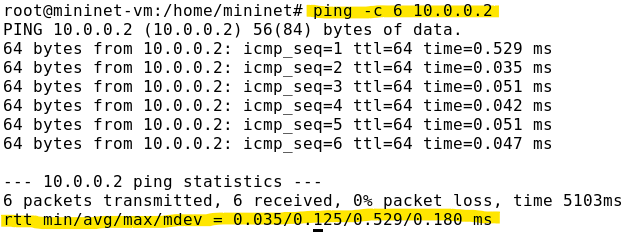 root@mininet-vm:/home/mininet# ping -c 6 10.0.0.2
PING 10.0.0.2 (10.0.0.2) 56(84) bytes of data.
64 bytes from 10.0.0.2: icmp_seq=1 ttl=64 time=0.529 ms
64 bytes from 10.0.0.2: icmp_seq=2 ttl=64 time=0.035 ms
64 bytes from 10.0.0.2: icmp_seq=3 ttl=64 time=0.051 ms
64 bytes from 10.0.0.2: icmp_seq=4 ttl=64 time=0.042 ms
64 bytes from 10.0.0.2: icmp_seq=5 ttl=64 time=0.051 ms
64 bytes from 10.0.0.2: icmp_seq=6 ttl=64 time=0.047 ms
--- 10.0.0.2 ping statistics ---
6 packets transmitted, 6 received, 0% packet loss, time 5103ms
rtt min/avg/max/mdev = 0.035/0.125/0.529/0.180 ms